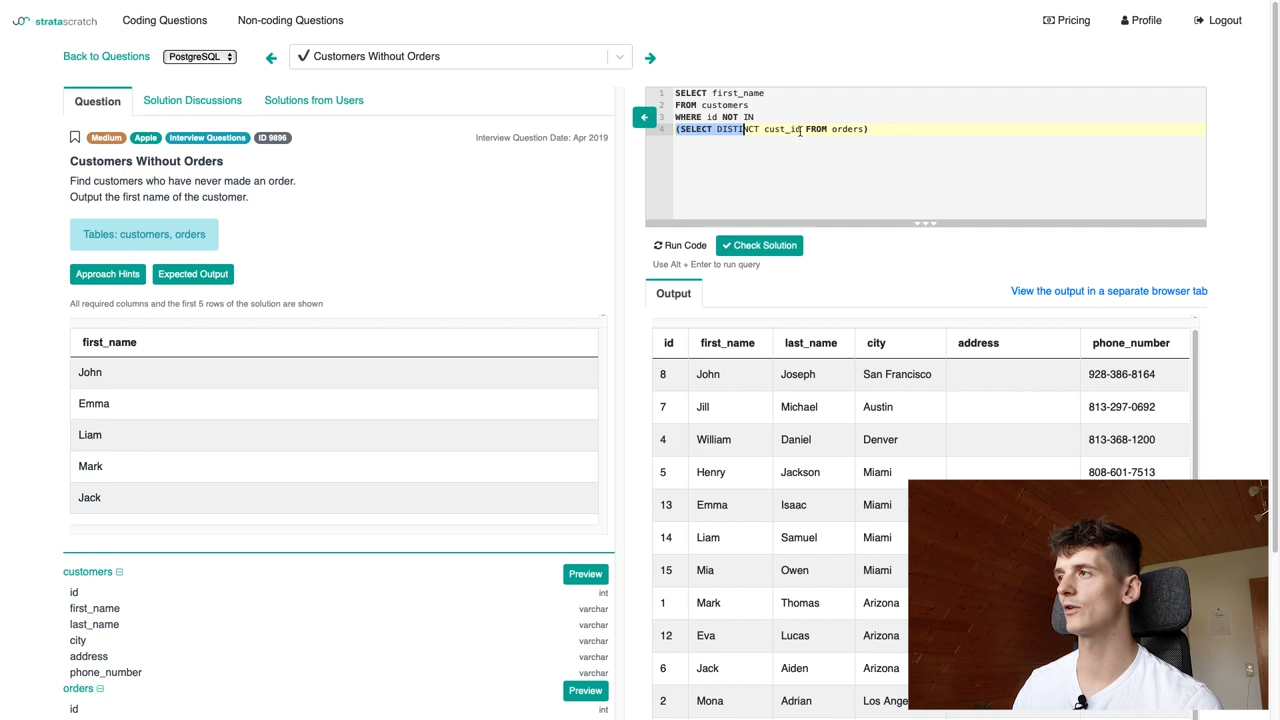 stratascratch
Coding Questions
Non-coding Questions
Pricing
Profile
Logout
Back to Questions
PostgreSQL
Customers Without Orders
Question
Solution Discussions
Solutions from Users
Medium
Apple
Interview Questions
ID 9896
Interview Question Date: Apr 2019
Customers Without Orders
Find customers who have never made an order.
Output the first name of the customer.
Tables: customers, orders
Approach Hints
Expected Output
All required columns and the first 5 rows of the solution are shown
first_name
John
Emma
Liam
Mark
Jack
customers
Preview
id int
first_name varchar
last_name varchar
city varchar
address varchar
phone_number varchar
orders
Preview
id int
1 SELECT first_name
2 FROM customers
3 WHERE id NOT IN
4 (SELECT DISTINCT cust_id FROM orders)
Run Code
Check Solution
Use Alt + Enter to run query
Output
View the output in a separate browser tab
id first_name last_name city address phone_number
8 John Joseph San Francisco 928-386-8164
7 Jill Michael Austin 813-297-0692
4 William Daniel Denver 813-368-1200
5 Henry Jackson Miami 808-601-7513
13 Emma Isaac Miami
14 Liam Samuel Miami
15 Mia Owen Miami
1 Mark Thomas Arizona
12 Eva Lucas Arizona
6 Jack Aiden Arizona
2 Mona Adrian Los Ange